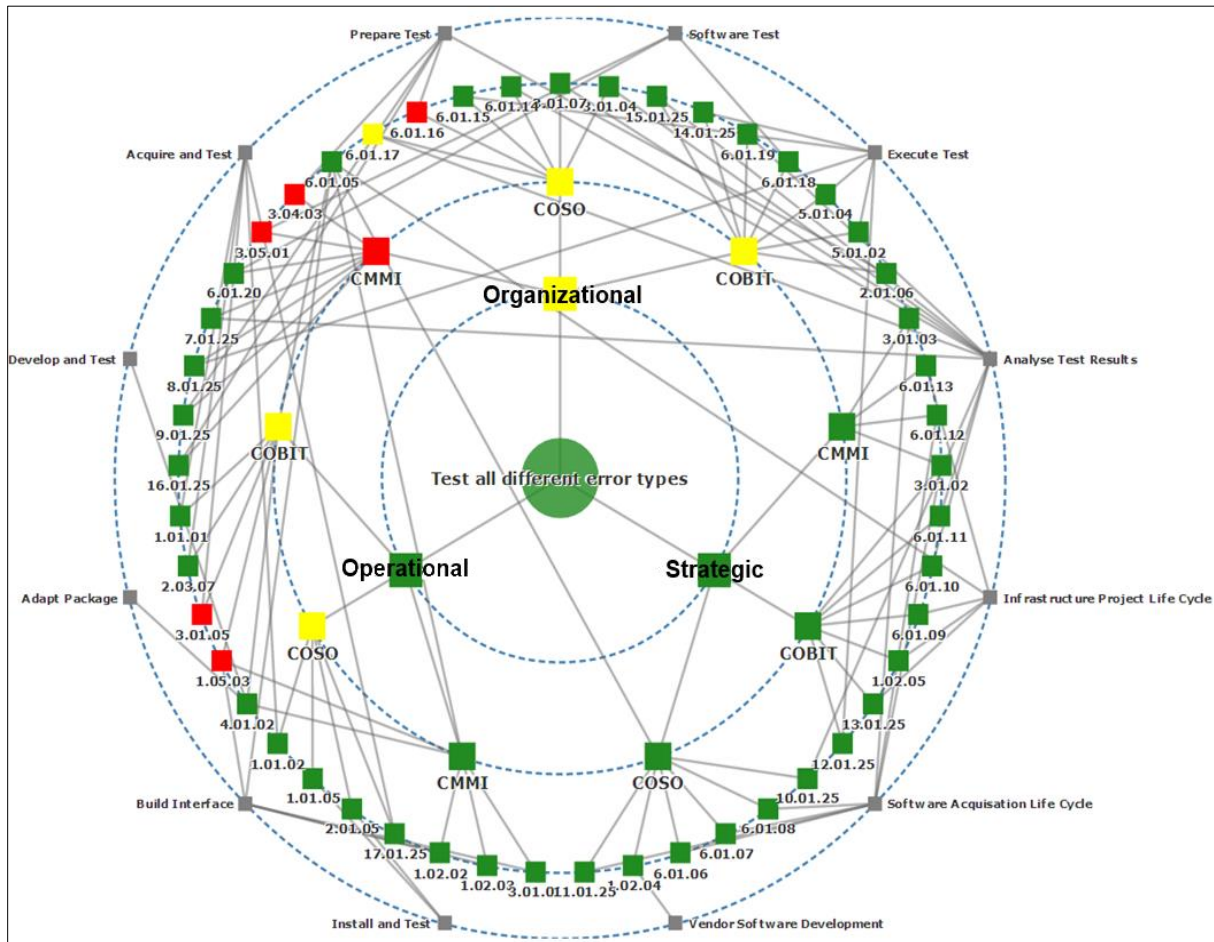 Prepare Test
Software Test
6.01.16
6.01.15
6.01.14
3.01.07
3.01.04
15.01.25
14.01.25
6.01.19
6.01.18
5.01.04
5.01.02
2.01.06
3.01.03
6.01.17
6.01.05
Acquire and Test
Execute Test
3.04.03
3.05.01
6.01.20
7.01.25
COSO
CMMI
COBIT
Organizational
Develop and Test
Analyse Test Results
8.01.25
9.01.25
16.01.25
1.01.01
2.03.07
3.01.05
1.05.03
4.01.02
6.01.13
6.01.12
3.01.02
6.01.11
6.01.10
6.01.09
1.02.05
13.01.25
12.01.25
10.01.25
COBIT
CMMI
Test all different error types
Operational
Strategic
Adapt Package
Infrastructure Project Life Cycle
COSO
COBIT
CMMI
COSO
1.01.02
1.01.05
2.01.05
17.01.25
1.02.02
1.02.03
11.01.25
1.02.04
6.01.06
6.01.07
6.01.08
Build Interface
Software Acquisation Life Cycle
Install and Test
Vendor Software Development